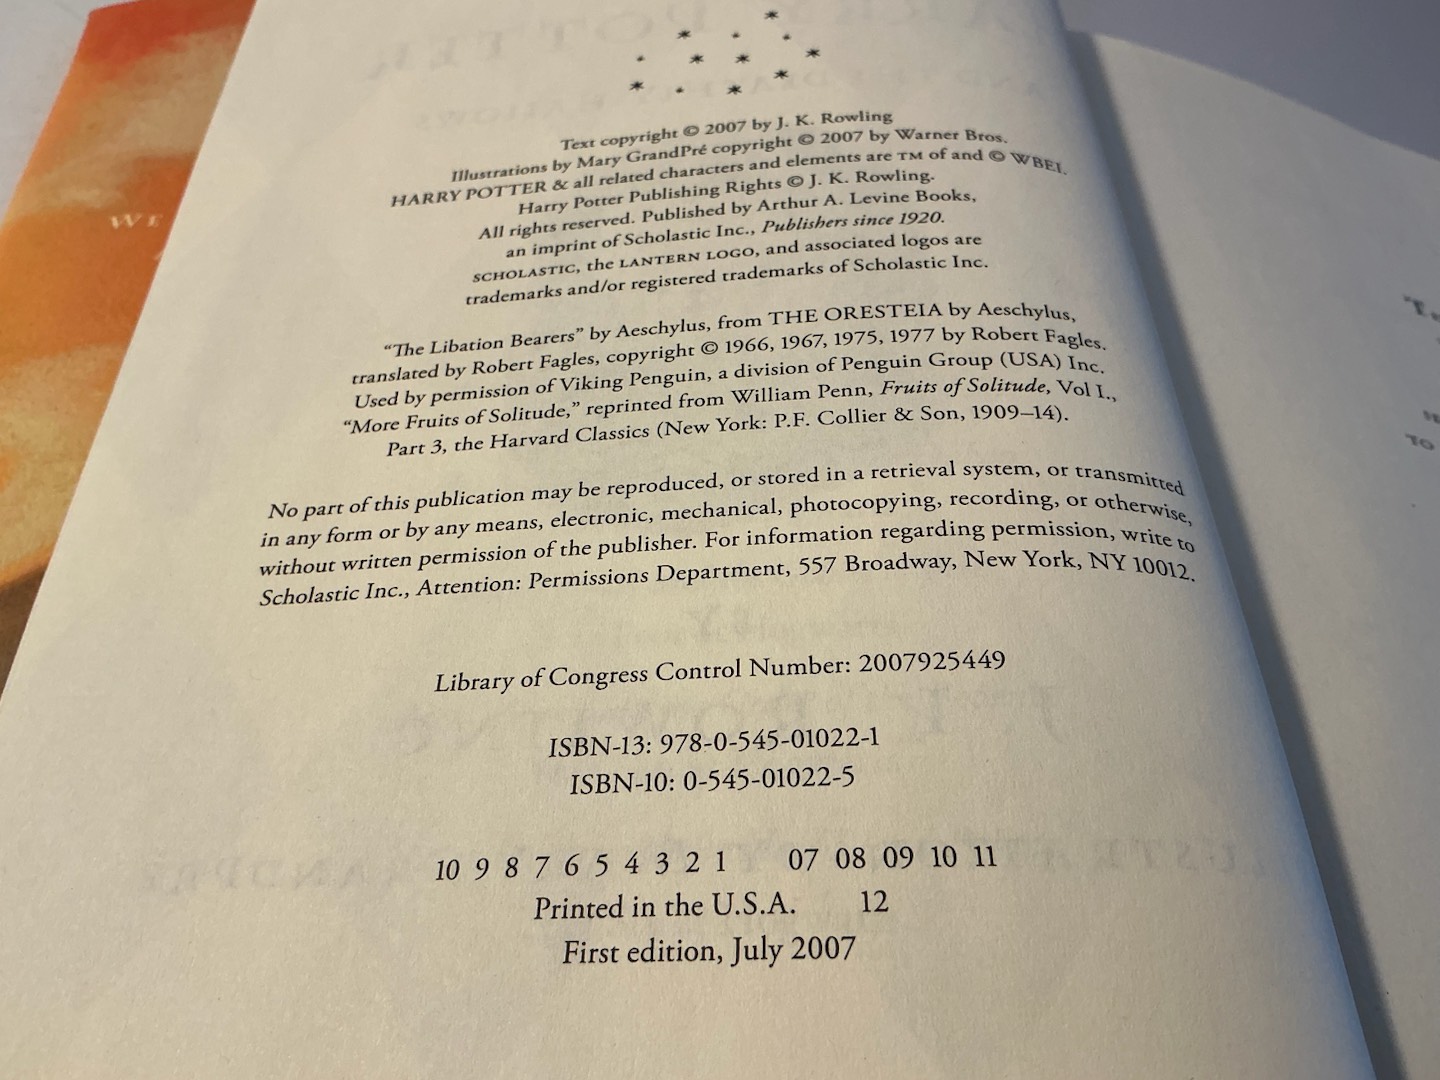 Text copyright © 2007 by J. K. Rowling
Illustrations by Mary GrandPré copyright © 2007 by Warner Bros.
HARRY POTTER & all related characters and elements are TM of and © WBEI.
Harry Potter Publishing Rights © J. K. Rowling.
All rights reserved. Published by Arthur A. Levine Books,
an imprint of Scholastic Inc., Publishers since 1920.
SCHOLASTIC, the LANTERN LOGO, and associated logos are
trademarks and/or registered trademarks of Scholastic Inc.
“The Libation Bearers” by Aeschylus, from THE ORESTEIA by Aeschylus,
translated by Robert Fagles, copyright © 1966, 1967, 1975, 1977 by Robert Fagles.
Used by permission of Viking Penguin, a division of Penguin Group (USA) Inc.
“More Fruits of Solitude,” reprinted from William Penn, Fruits of Solitude, Vol I.,
Part 3, the Harvard Classics (New York: P.F. Collier & Son, 1909–14).
No part of this publication may be reproduced, or stored in a retrieval system, or transmitted
in any form or by any means, electronic, mechanical, photocopying, recording, or otherwise,
without written permission of the publisher. For information regarding permission, write to
Scholastic Inc., Attention: Permissions Department, 557 Broadway, New York, NY 10012.
Library of Congress Control Number: 2007925449
ISBN-13: 978-0-545-01022-1
ISBN-10: 0-545-01022-5
10 9 8 7 6 5 4 3 2 1 07 08 09 10 11
Printed in the U.S.A. 12
First edition, July 2007
WE
TO